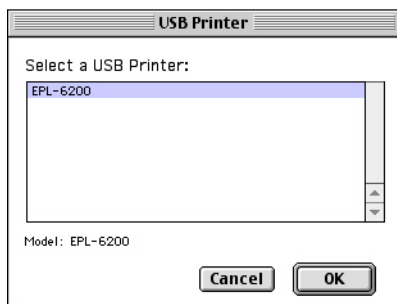 USB Printer
Select a USB Printer:
EPL-6200
Model: EPL-6200
Cancel OK